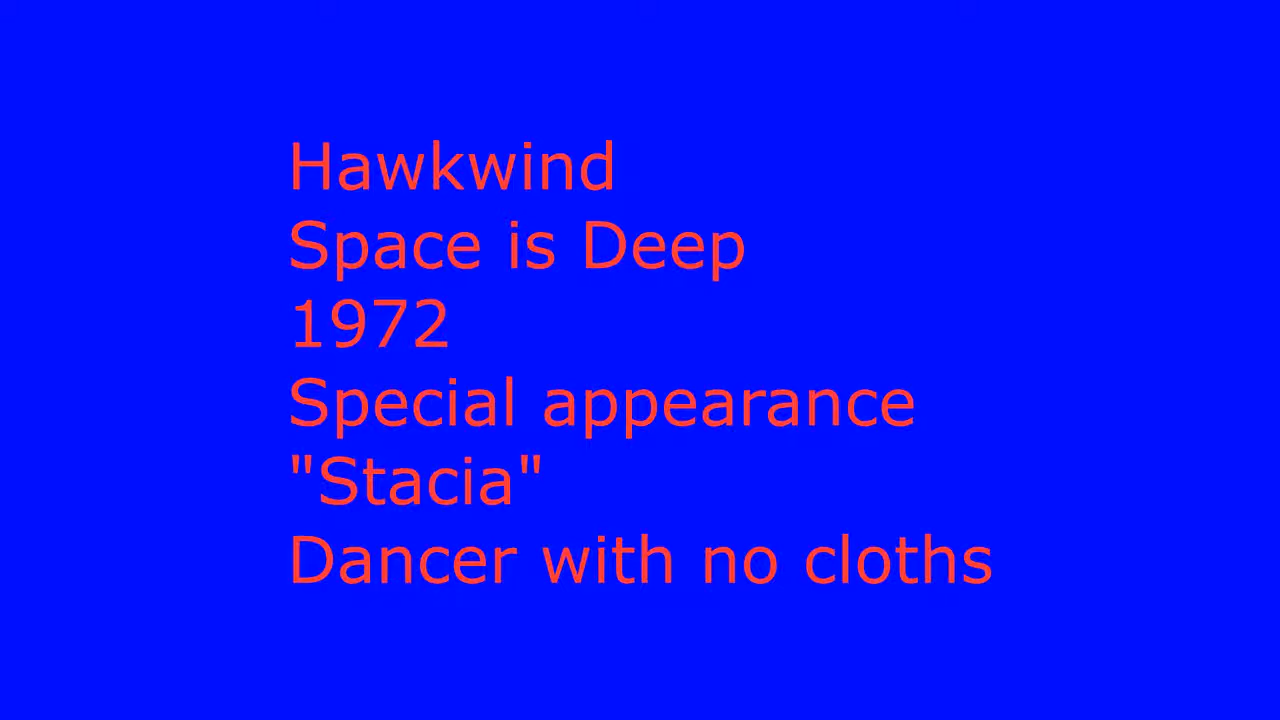 Hawkwind
Space is Deep
1972
Special appearance
"Stacia"
Dancer with no cloths